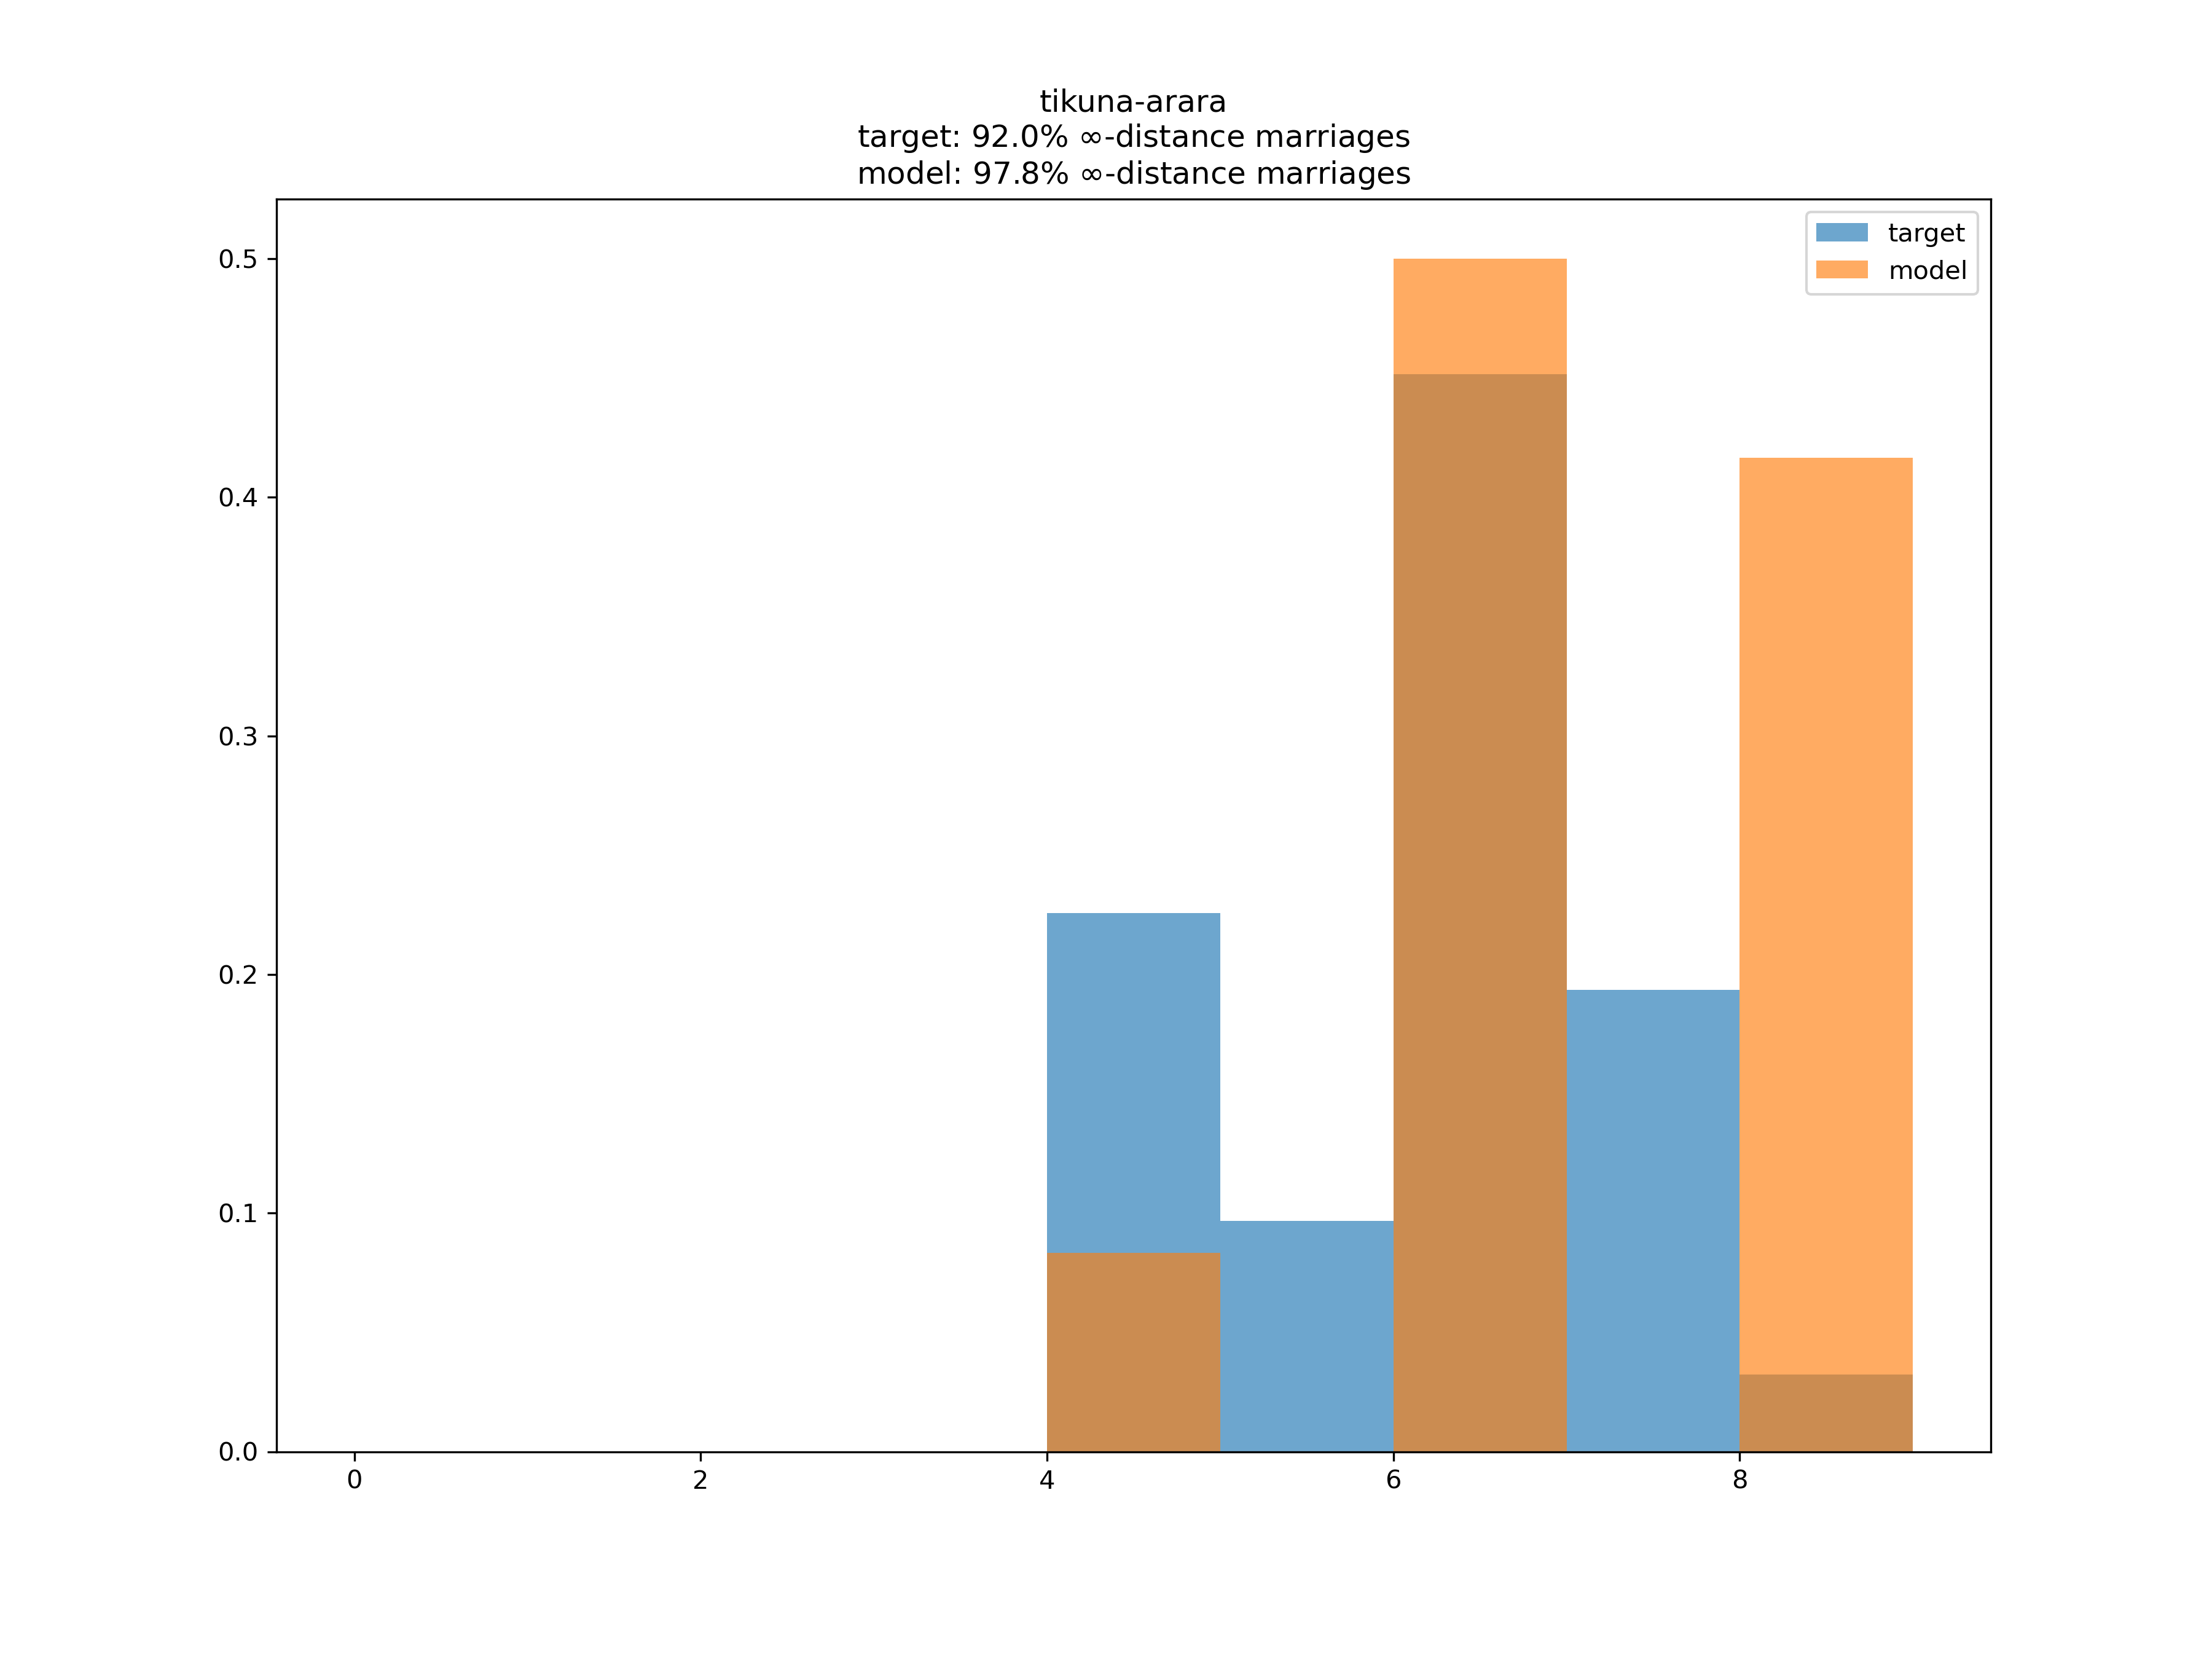 tikuna-arara
target: 92.0% ∞-distance marriages
model: 97.8% ∞-distance marriages
target
model
0.5
0.4
0.3
0.2
0.1
0.0
0 2 4 6 8